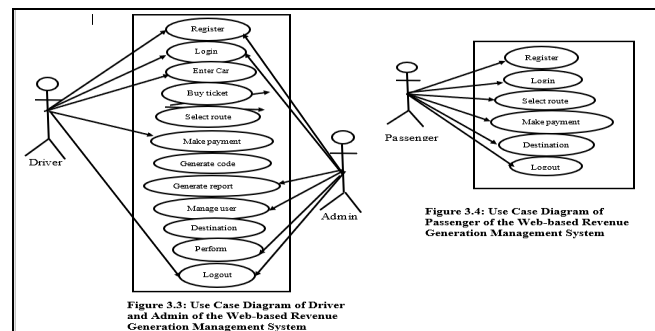 Register
Login
Enter Car
Buy ticket
Select route
Make payment
Generate code
Generate report
Manage user
Destination
Perform
Logout
Driver
Admin
Figure 3.3: Use Case Diagram of Driver
and Admin of the Web-based Revenue
Generation Management System
Register
Login
Select route
Make payment
Destination
Logout
Passenger
Figure 3.4: Use Case Diagram of
Passenger of the Web-based Revenue
Generation Management System